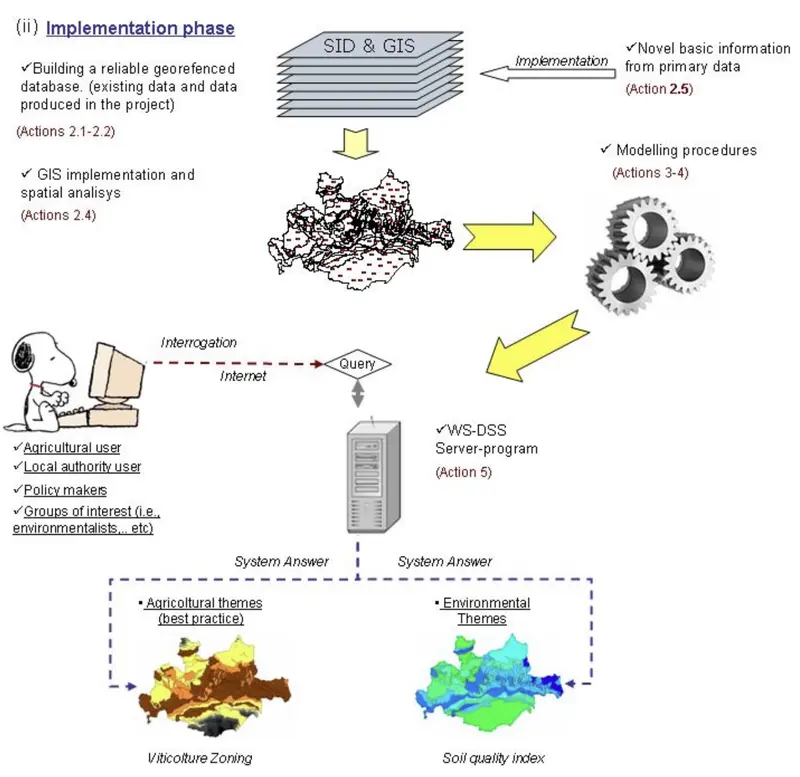 (ii) Implementation phase
✓Building a reliable georefenced
database. (existing data and data
produced in the project)
(Actions 2.1-2.2)
✓ GIS implementation and
spatial analisys
(Actions 2.4)
SID & GIS
Implementation
✓Novel basic information
from primary data
(Action 2.5)
✓ Modelling procedures
(Actions 3-4)
Interrogation
Internet
Query
✓Agricultural user
✓Local authority user
✓Policy makers
✓Groups of interest (i.e.,
environmentalists,.. etc)
✓WS-DSS
Server-program
(Action 5)
System Answer
System Answer
▪ Agricoltural themes
(best practice)
▪ Environmental
Themes
Viticolture Zoning
Soil quality index